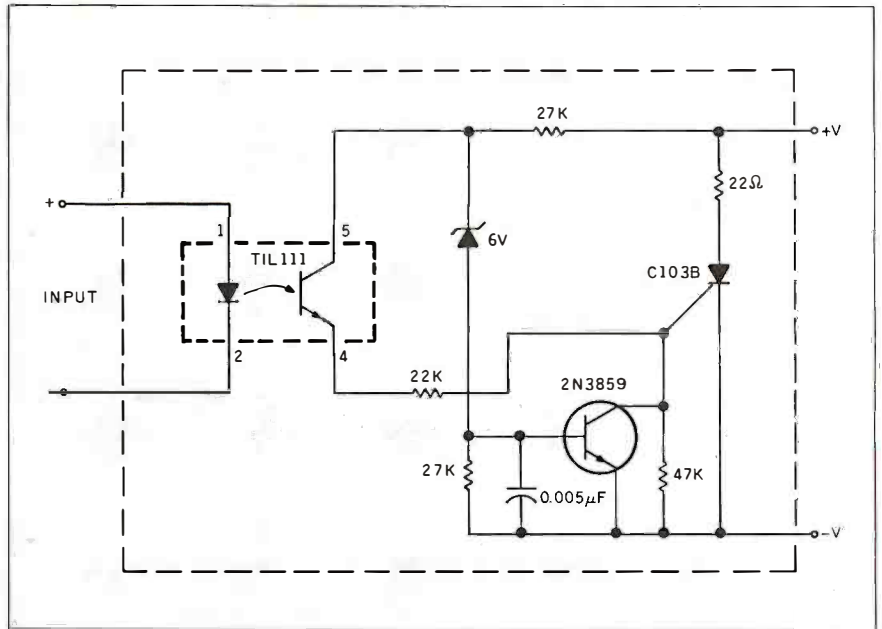 27K
+V
22Ω
+
1
5
6V
TIL111
C103B
INPUT
2
4
22K
2N3859
27K
0.005μF
47K
-V